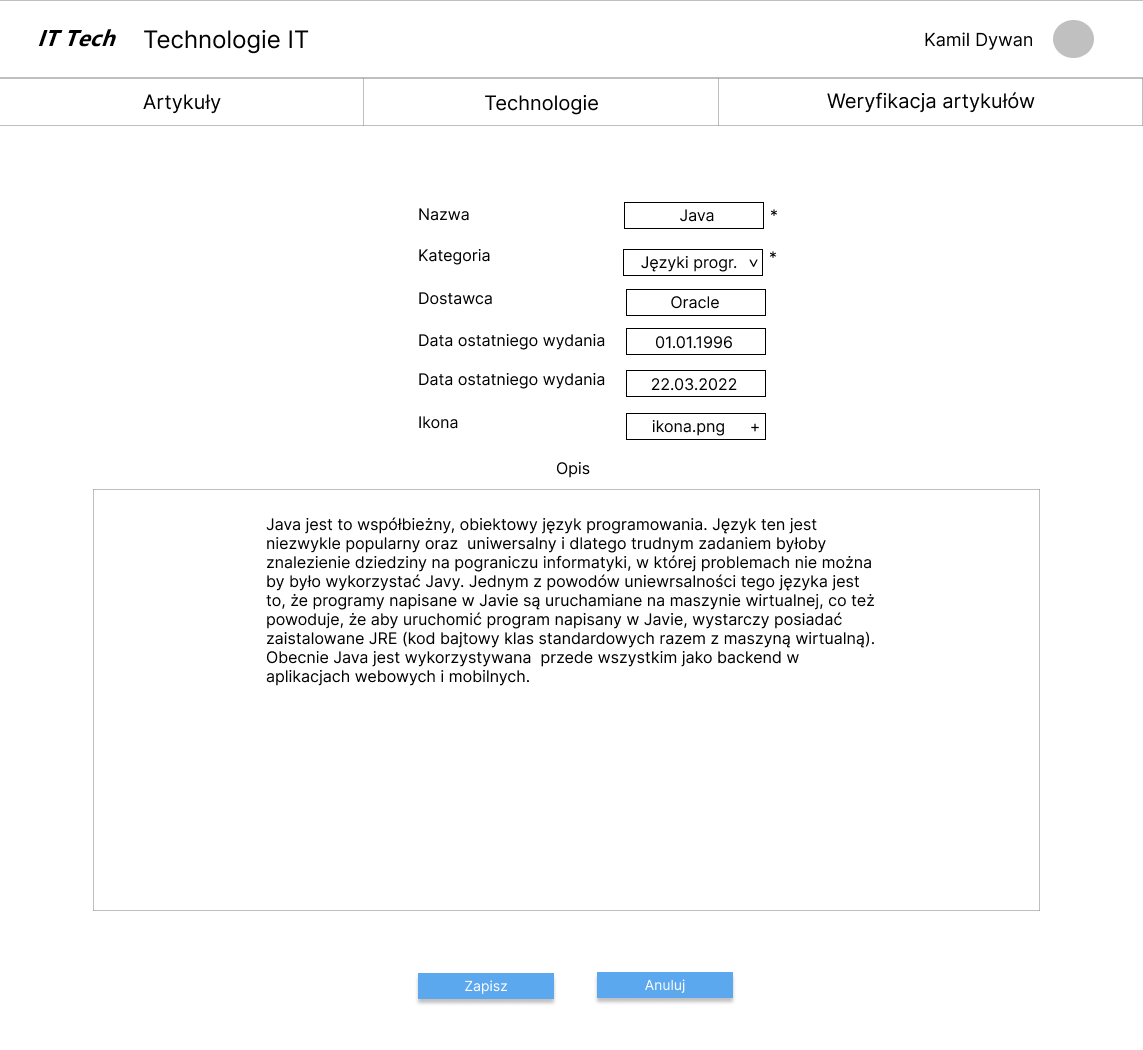 IT Tech Technologie IT Kamil Dywan
Artykuły Technologie Weryfikacja artykułów
Nazwa Java *
Kategoria Języki progr. v *
Dostawca Oracle
Data ostatniego wydania 01.01.1996
Data ostatniego wydania 22.03.2022
Ikona ikona.png +
Opis
Java jest to współbieżny, obiektowy język programowania. Język ten jest
niezwykle popularny oraz  uniwersalny i dlatego trudnym zadaniem byłoby
znalezienie dziedziny na pograniczu informatyki, w której problemach nie można
by było wykorzystać Javy. Jednym z powodów uniewrsalności tego języka jest
to, że programy napisane w Javie są uruchamiane na maszynie wirtualnej, co też
powoduje, że aby uruchomić program napisany w Javie, wystarczy posiadać
zaistalowane JRE (kod bajtowy klas standardowych razem z maszyną wirtualną).
Obecnie Java jest wykorzystywana  przede wszystkim jako backend w
aplikacjach webowych i mobilnych.
Zapisz Anuluj